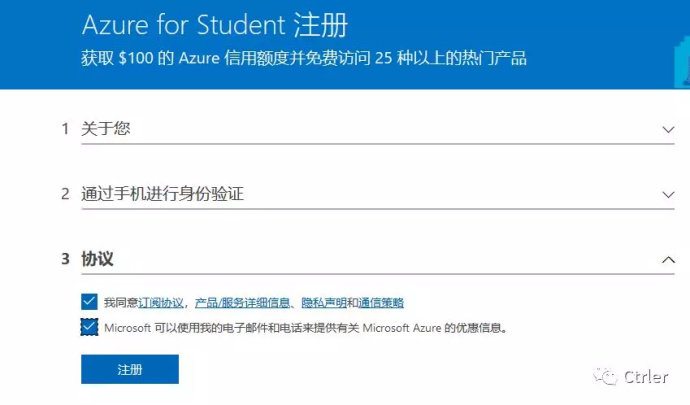 Azure for Student 注册
获取 $100 的 Azure 信用额度并免费访问 25 种以上的热门产品
1 关于您
2 通过手机进行身份验证
3 协议
我同意订阅协议，产品/服务详细信息、隐私声明和通信策略
Microsoft 可以使用我的电子邮件和电话来提供有关 Microsoft Azure 的优惠信息。
注册
Ctrler